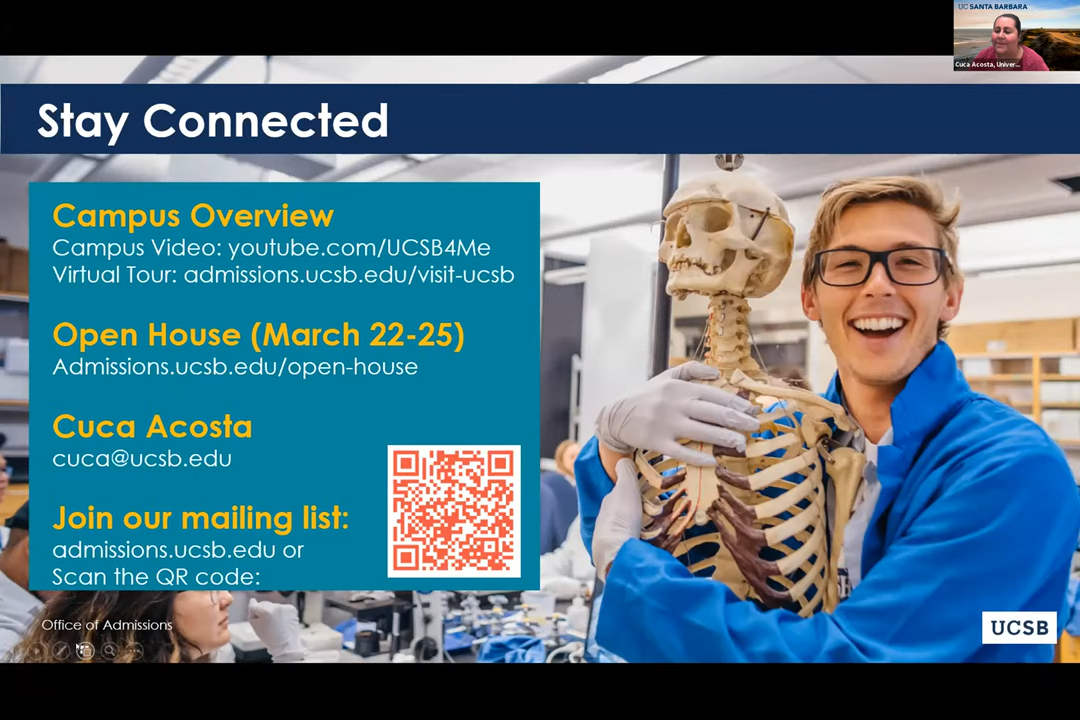 UC SANTA BARBARA
Cuca Acosta, Univer...
Stay Connected
Campus Overview
Campus Video: youtube.com/UCSB4Me
Virtual Tour: admissions.ucsb.edu/visit-ucsb
Open House (March 22-25)
Admissions.ucsb.edu/open-house
Cuca Acosta
cuca@ucsb.edu
Join our mailing list:
admissions.ucsb.edu or
Scan the QR code:
Office of Admissions
UCSB